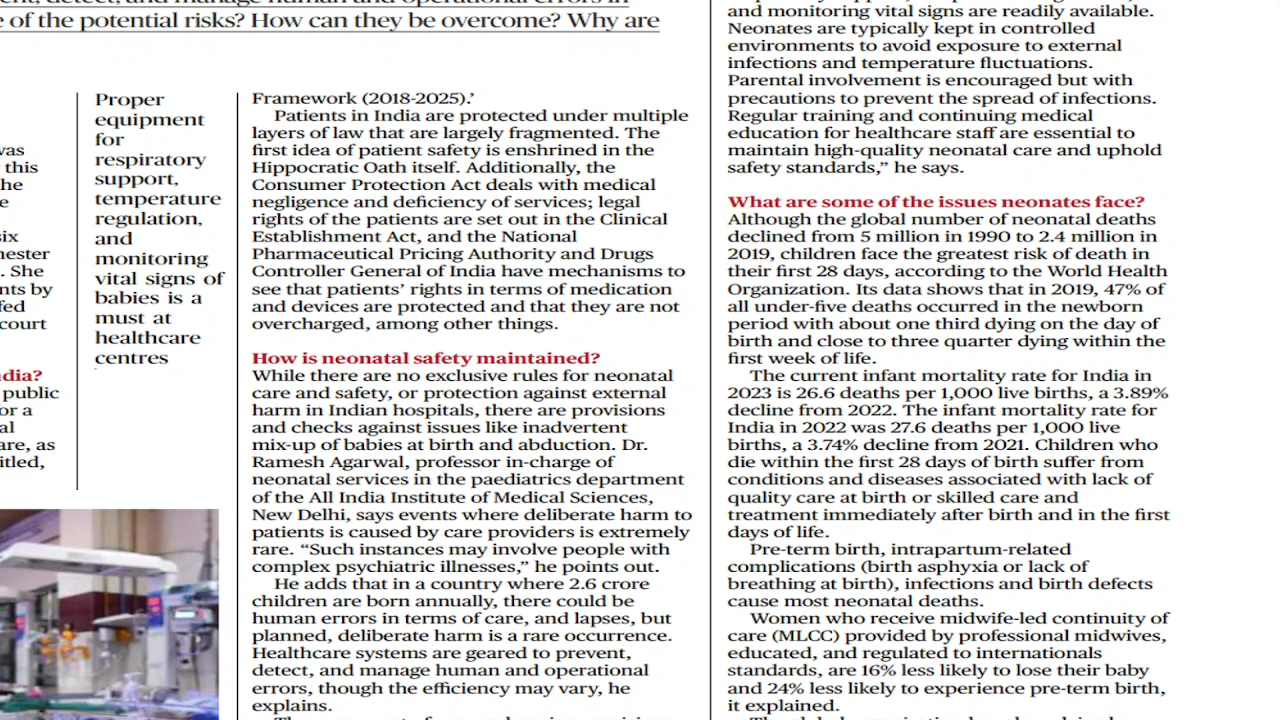 e of the potential risks? How can they be overcome? Why are
was
this
he
e
six
nester
. She
nts by
fed
court
ndia?
public
or a
al
are, as
itled,
Proper
equipment
for
respiratory
support,
temperature
regulation,
and
monitoring
vital signs of
babies is a
must at
healthcare
centres
Framework (2018-2025).’
Patients in India are protected under multiple
layers of law that are largely fragmented. The
first idea of patient safety is enshrined in the
Hippocratic Oath itself. Additionally, the
Consumer Protection Act deals with medical
negligence and deficiency of services; legal
rights of the patients are set out in the Clinical
Establishment Act, and the National
Pharmaceutical Pricing Authority and Drugs
Controller General of India have mechanisms to
see that patients’ rights in terms of medication
and devices are protected and that they are not
overcharged, among other things.
How is neonatal safety maintained?
While there are no exclusive rules for neonatal
care and safety, or protection against external
harm in Indian hospitals, there are provisions
and checks against issues like inadvertent
mix-up of babies at birth and abduction. Dr.
Ramesh Agarwal, professor in-charge of
neonatal services in the paediatrics department
of the All India Institute of Medical Sciences,
New Delhi, says events where deliberate harm to
patients is caused by care providers is extremely
rare. “Such instances may involve people with
complex psychiatric illnesses,” he points out.
He adds that in a country where 2.6 crore
children are born annually, there could be
human errors in terms of care, and lapses, but
planned, deliberate harm is a rare occurrence.
Healthcare systems are geared to prevent,
detect, and manage human and operational
errors, though the efficiency may vary, he
explains.
and monitoring vital signs are readily available.
Neonates are typically kept in controlled
environments to avoid exposure to external
infections and temperature fluctuations.
Parental involvement is encouraged but with
precautions to prevent the spread of infections.
Regular training and continuing medical
education for healthcare staff are essential to
maintain high-quality neonatal care and uphold
safety standards,” he says.
What are some of the issues neonates face?
Although the global number of neonatal deaths
declined from 5 million in 1990 to 2.4 million in
2019, children face the greatest risk of death in
their first 28 days, according to the World Health
Organization. Its data shows that in 2019, 47% of
all under-five deaths occurred in the newborn
period with about one third dying on the day of
birth and close to three quarter dying within the
first week of life.
The current infant mortality rate for India in
2023 is 26.6 deaths per 1,000 live births, a 3.89%
decline from 2022. The infant mortality rate for
India in 2022 was 27.6 deaths per 1,000 live
births, a 3.74% decline from 2021. Children who
die within the first 28 days of birth suffer from
conditions and diseases associated with lack of
quality care at birth or skilled care and
treatment immediately after birth and in the first
days of life.
Pre-term birth, intrapartum-related
complications (birth asphyxia or lack of
breathing at birth), infections and birth defects
cause most neonatal deaths.
Women who receive midwife-led continuity of
care (MLCC) provided by professional midwives,
educated, and regulated to internationals
standards, are 16% less likely to lose their baby
and 24% less likely to experience pre-term birth,
it explained.